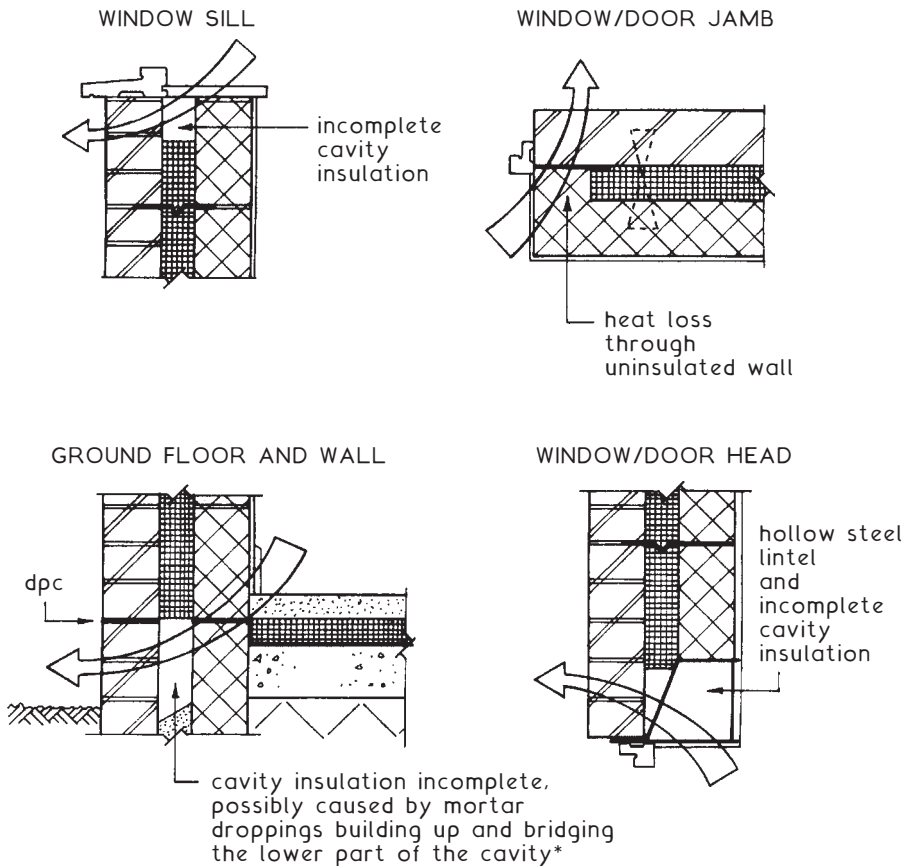 WINDOW SILL
incomplete
cavity
insulation
WINDOW/DOOR JAMB
heat loss
through
uninsulated wall
GROUND FLOOR AND WALL
dpc
cavity insulation incomplete,
possibly caused by mortar
droppings building up and bridging
the lower part of the cavity*
WINDOW/DOOR HEAD
hollow steel
lintel
and
incomplete
cavity
insulation